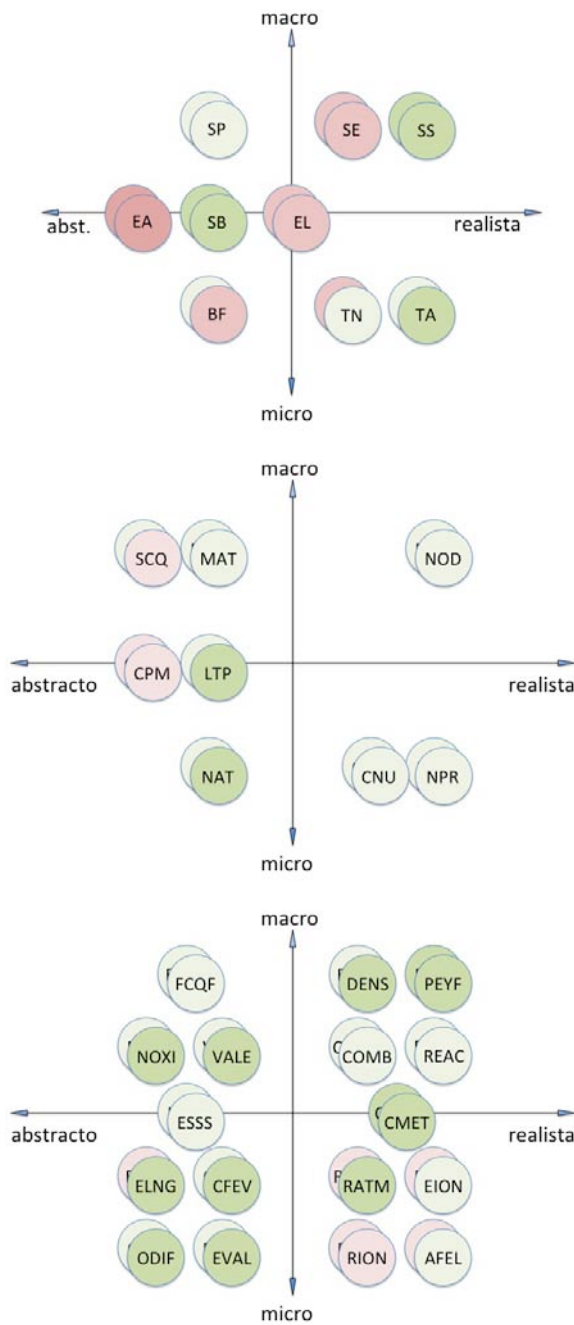 macro
SP SE SS
EA SB EL
abst. realista
BF TN TA
micro
macro
SCQ MAT NOD
CPM LTP
abstracto realista
NAT CNU NPR
micro
macro
FCQF DENS PEYF
NOXI VALE COMB REAC
ESSS CMET
abstracto realista
ELNG CFEV RATM EION
ODIF EVAL RION AFEL
micro